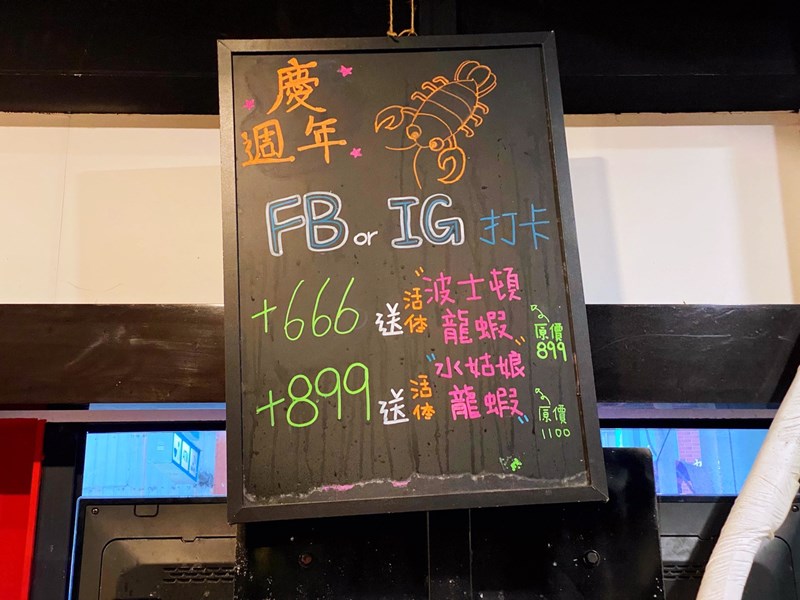 慶
週年
FB or IG 打卡
+666 送 活体 "波士頓龍蝦" 原價 899
+899 送 活体 "水姑娘龍蝦" 原價 1100